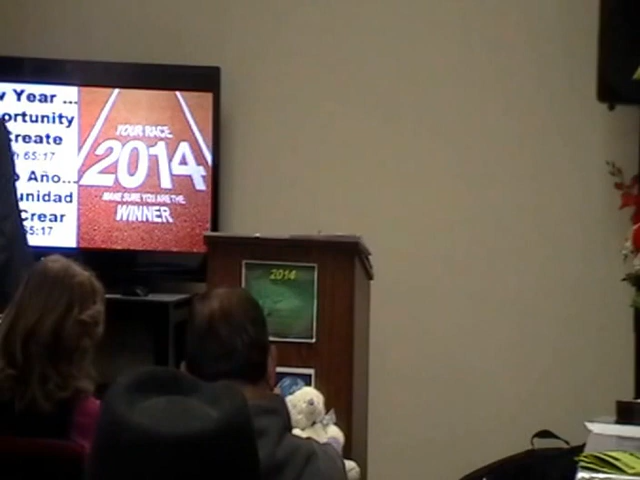 Year ...
ortunity
reate
65:17
Año...
unidad
Crear
65:17
YOUR RACE
2014
MAKE SURE YOU ARE THE
WINNER
2014